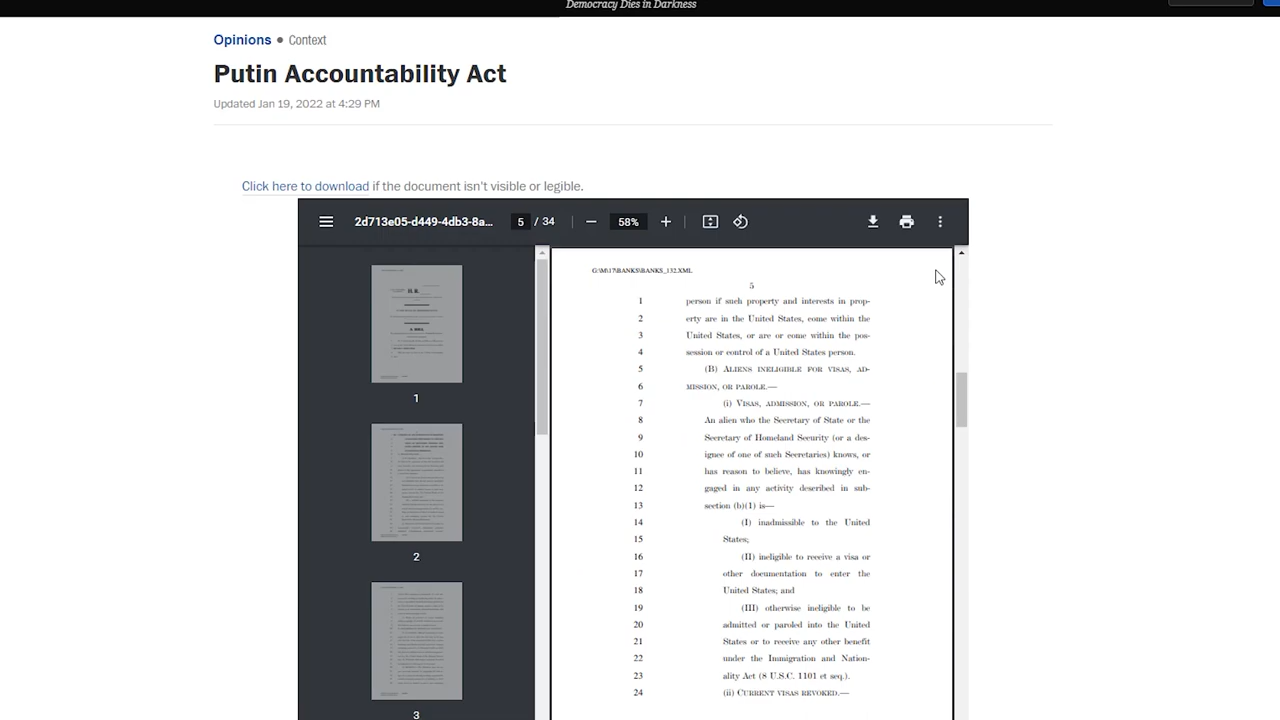 Democracy Dies in Darkness
Opinions • Context
Putin Accountability Act
Updated Jan 19, 2022 at 4:29 PM
Click here to download if the document isn't visible or legible.
2d713e05-d449-4db3-8a... 5 / 34 58%
1
2
3
G:\M\17\BANKS\BANKS_132.XML
5
1 person if such property and interests in prop-
2 erty are in the United States, come within the
3 United States, or are or come within the pos-
4 session or control of a United States person.
5 (B) ALIENS INELIGIBLE FOR VISAS, AD-
6 MISSION, OR PAROLE.—
7 (i) VISAS, ADMISSION, OR PAROLE.—
8 An alien who the Secretary of State or the
9 Secretary of Homeland Security (or a des-
10 ignee of one of such Secretaries) knows, or
11 has reason to believe, has knowingly en-
12 gaged in any activity described in sub-
13 section (b)(1) is—
14 (I) inadmissible to the United
15 States;
16 (II) ineligible to receive a visa or
17 other documentation to enter the
18 United States; and
19 (III) otherwise ineligible to be
20 admitted or paroled into the United
21 States or to receive any other benefit
22 under the Immigration and Nation-
23 ality Act (8 U.S.C. 1101 et seq.).
24 (ii) CURRENT VISAS REVOKED.—